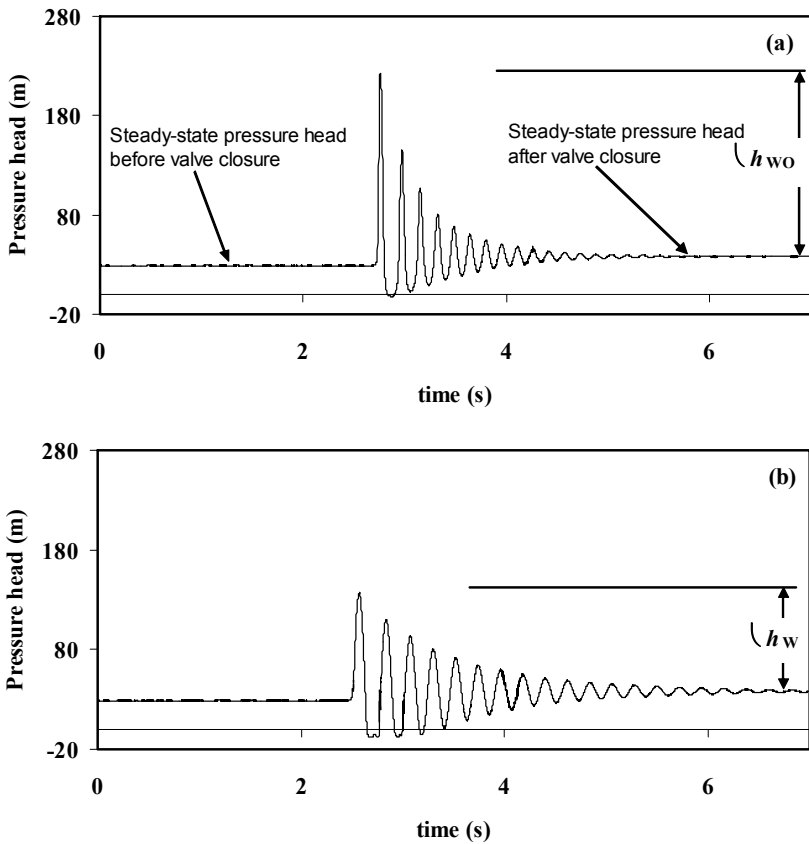 280
(a)
180
Steady-state pressure head
before valve closure
Steady-state pressure head
after valve closure
h WO
Pressure head (m)
80
-20
0 2 4 6
time (s)
280
(b)
180
h W
Pressure head (m)
80
-20
0 2 4 6
time (s)